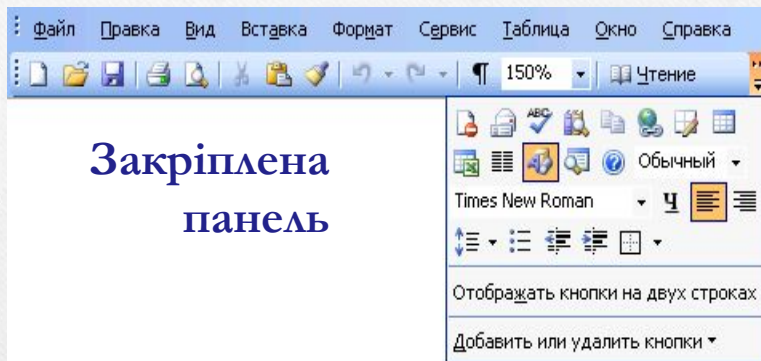 Файл Правка Вид Вставка Формат Сервис Таблица Окно Справка
150% Чтение
Закріплена
панель
ABC
Обычный
Times New Roman Ч
Отображать кнопки на двух строках
Добавить или удалить кнопки